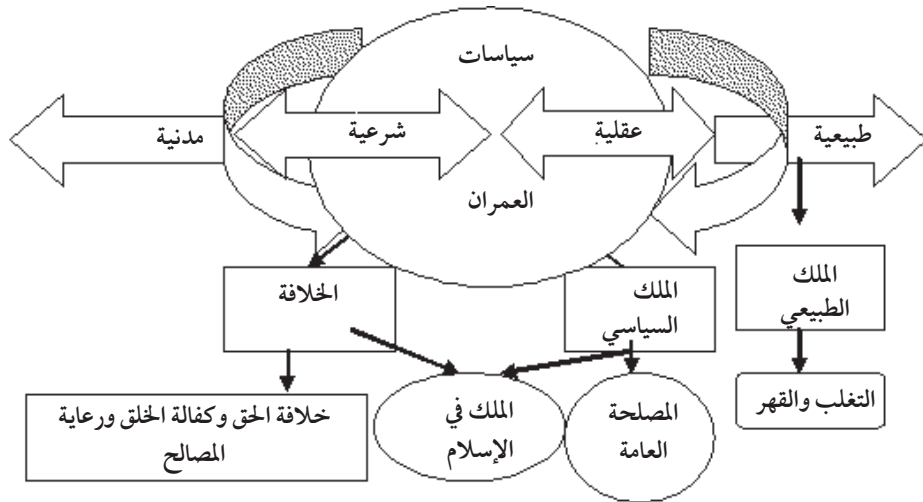 سياسات
طبيعية
عقلية
شرعية
مدنية
العمران
الملك
الطبيعي
الملك
السياسي
الخلافة
التغلب والقهر
المصلحة
العامة
الملك في
الإسلام
خلافة الحق وكفالة الخلق ورعاية
المصالح